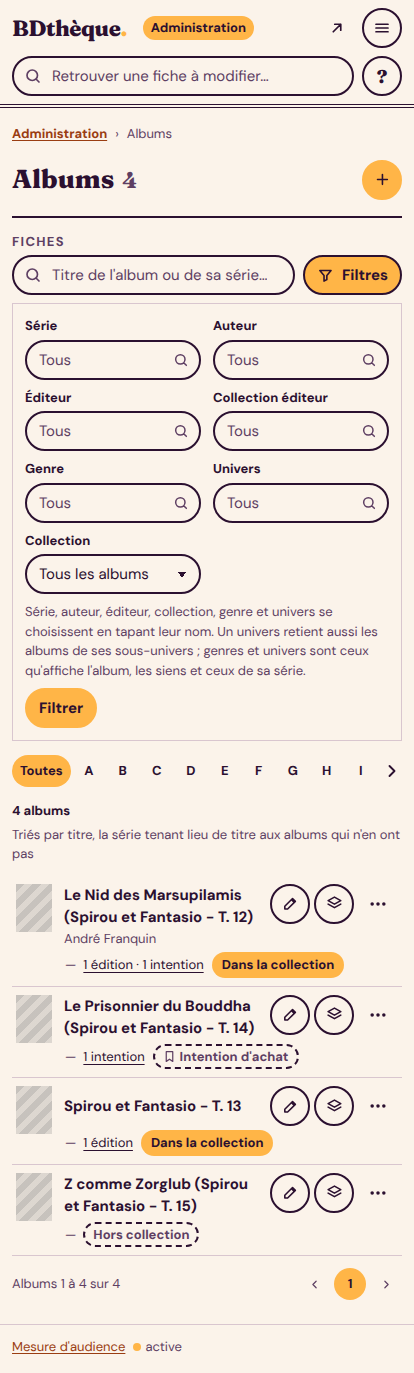 BDthèque. Administration
Retrouver une fiche à modifier... ?
Administration › Albums
Albums 4 +
FICHES
Titre de l'album ou de sa série... Filtres
Série Auteur
Tous Tous
Éditeur Collection éditeur
Tous Tous
Genre Univers
Tous Tous
Collection
Tous les albums
Série, auteur, éditeur, collection, genre et univers se
choisissent en tapant leur nom. Un univers retient aussi les
albums de ses sous-univers ; genres et univers sont ceux
qu'affiche l'album, les siens et ceux de sa série.
Filtrer
Toutes A B C D E F G H I
4 albums
Triés par titre, la série tenant lieu de titre aux albums qui n'en ont
pas
Le Nid des Marsupilamis
(Spirou et Fantasio - T. 12)
André Franquin
— 1 édition · 1 intention Dans la collection
Le Prisonnier du Bouddha
(Spirou et Fantasio - T. 14)
— 1 intention Intention d'achat
Spirou et Fantasio - T. 13
— 1 édition Dans la collection
Z comme Zorglub (Spirou
et Fantasio - T. 15)
— Hors collection
Albums 1 à 4 sur 4 ‹ 1 ›
Mesure d'audience active